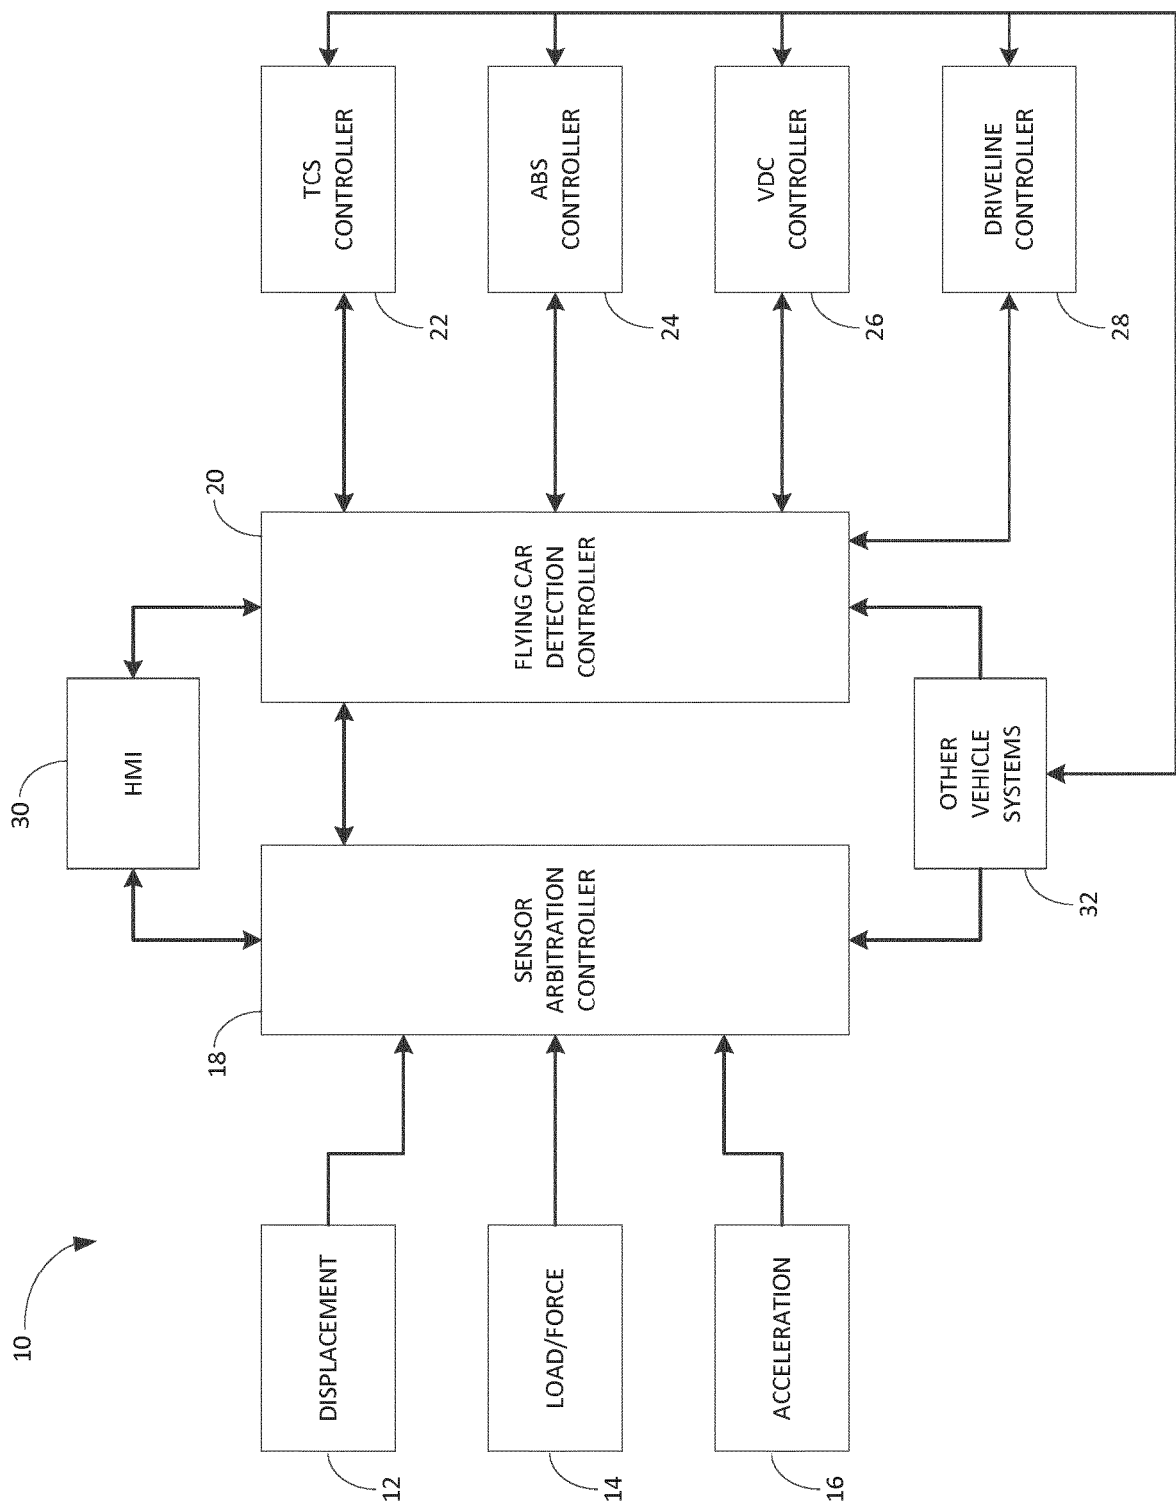 10
DISPLACEMENT
12
LOAD/FORCE
14
ACCELERATION
16
18
SENSOR
ARBITRATION
CONTROLLER
30
HMI
OTHER
VEHICLE
SYSTEMS
32
20
FLYING CAR
DETECTION
CONTROLLER
TCS
CONTROLLER
22
ABS
CONTROLLER
24
VDC
CONTROLLER
26
DRIVELINE
CONTROLLER
28